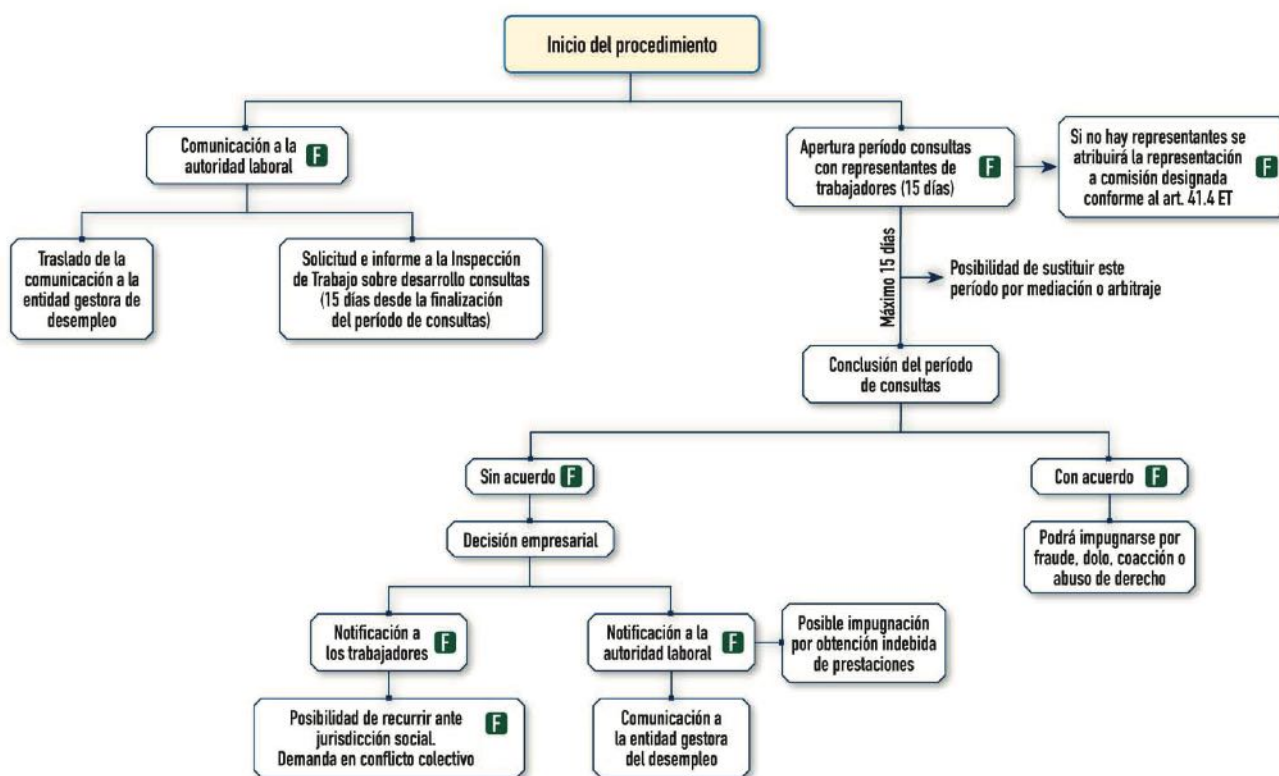 Inicio del procedimiento
Comunicación a la
autoridad laboral F
Apertura período consultas
con representantes de
trabajadores (15 días) F
Si no hay representantes se
atribuirá la representación
a comisión designada
conforme al art. 41.4 ET F
Traslado de la
comunicación a la
entidad gestora de
desempleo
Solicitud e informe a la Inspección
de Trabajo sobre desarrollo consultas
(15 días desde la finalización
del período de consultas)
Máximo 15 días
Posibilidad de sustituir este
período por mediación o arbitraje
Conclusión del período
de consultas
Sin acuerdo F
Con acuerdo F
Decisión empresarial
Podrá impugnarse por
fraude, dolo, coacción o
abuso de derecho
Notificación a
los trabajadores F
Notificación a la
autoridad laboral F
Posible impugnación
por obtención indebida
de prestaciones
Posibilidad de recurrir ante
jurisdicción social.
Demanda en conflicto colectivo F
Comunicación a
la entidad gestora
del desempleo